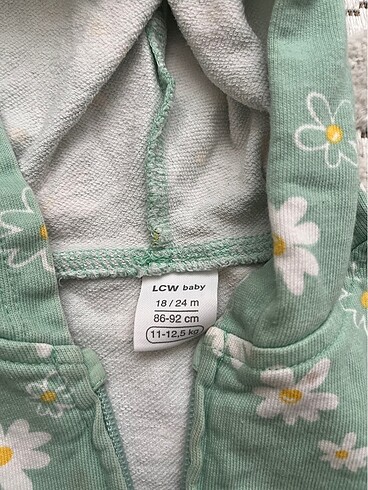 LCW baby
18 / 24 m
86-92 cm
11-12,5 kg